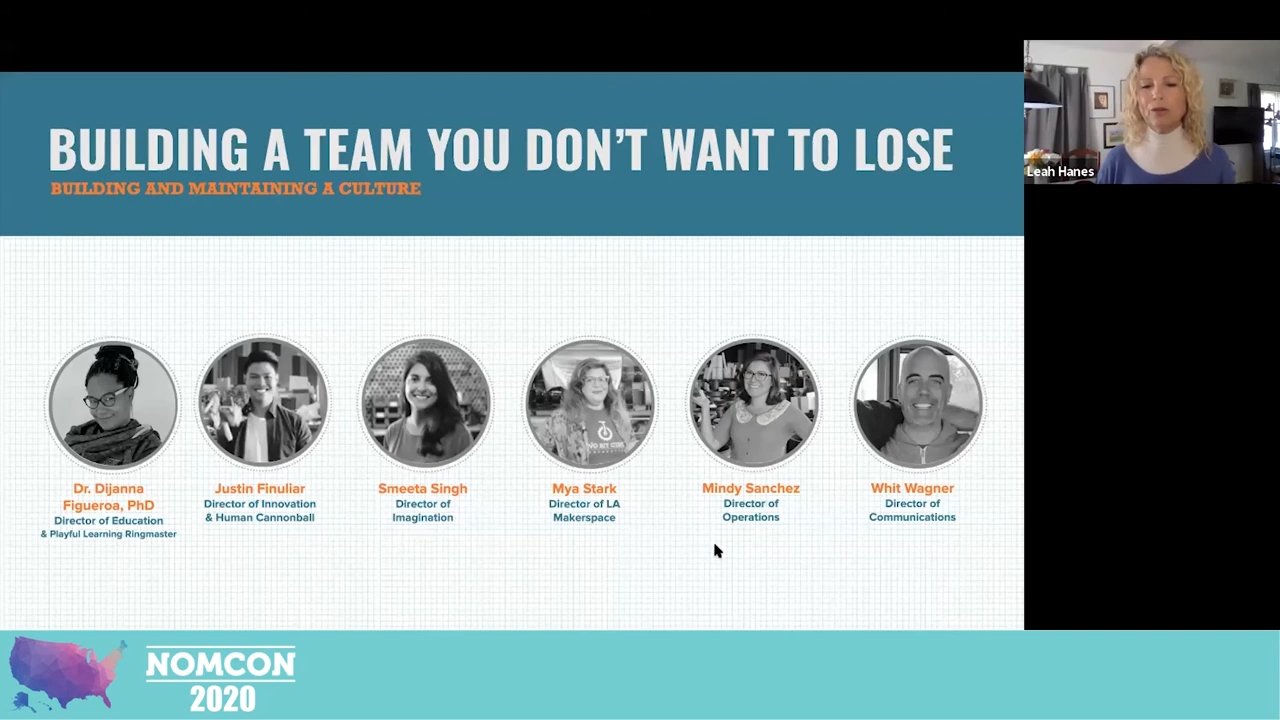 BUILDING A TEAM YOU DON'T WANT TO LOSE
BUILDING AND MAINTAINING A CULTURE
Leah Hanes
Dr. Dijanna
Figueroa, PhD
Director of Education
& Playful Learning Ringmaster
Justin Finuliar
Director of Innovation
& Human Cannonball
Smeeta Singh
Director of
Imagination
Mya Stark
Director of LA
Makerspace
Mindy Sanchez
Director of
Operations
Whit Wagner
Director of
Communications
NOMCON
2020